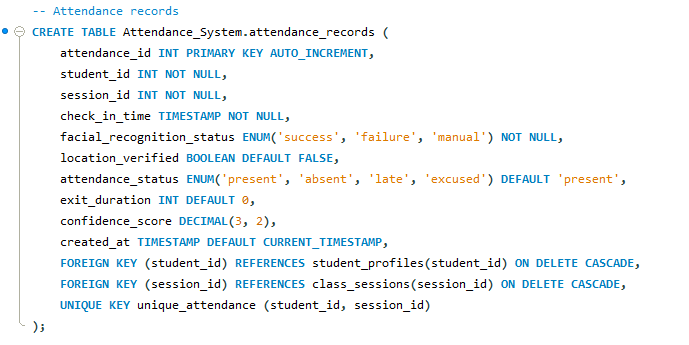 -- Attendance records
CREATE TABLE Attendance_System.attendance_records (
attendance_id INT PRIMARY KEY AUTO_INCREMENT,
student_id INT NOT NULL,
session_id INT NOT NULL,
check_in_time TIMESTAMP NOT NULL,
facial_recognition_status ENUM('success', 'failure', 'manual') NOT NULL,
location_verified BOOLEAN DEFAULT FALSE,
attendance_status ENUM('present', 'absent', 'late', 'excused') DEFAULT 'present',
exit_duration INT DEFAULT 0,
confidence_score DECIMAL(3, 2),
created_at TIMESTAMP DEFAULT CURRENT_TIMESTAMP,
FOREIGN KEY (student_id) REFERENCES student_profiles(student_id) ON DELETE CASCADE,
FOREIGN KEY (session_id) REFERENCES class_sessions(session_id) ON DELETE CASCADE,
UNIQUE KEY unique_attendance (student_id, session_id)
);